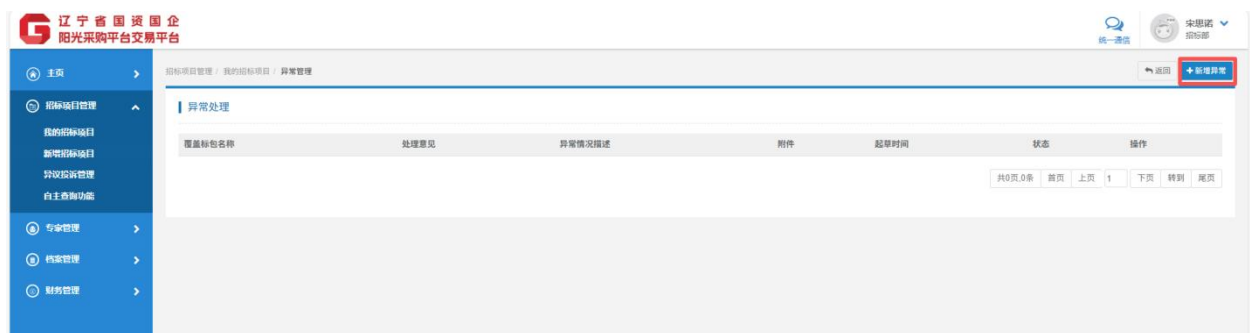 辽宁省国资国企
阳光采购平台交易平台
统一通信
宋思诺
招标部
主页
招标项目管理 / 我的招标项目 / 异常管理
返回
+新增异常
招标项目管理
我的招标项目
新增招标项目
异议投诉管理
自主查询功能
专家管理
档案管理
财务管理
异常处理
覆盖标包名称 处理意见 异常情况描述 附件 起草时间 状态 操作
共0页,0条 首页 上页 1 下页 转到 尾页